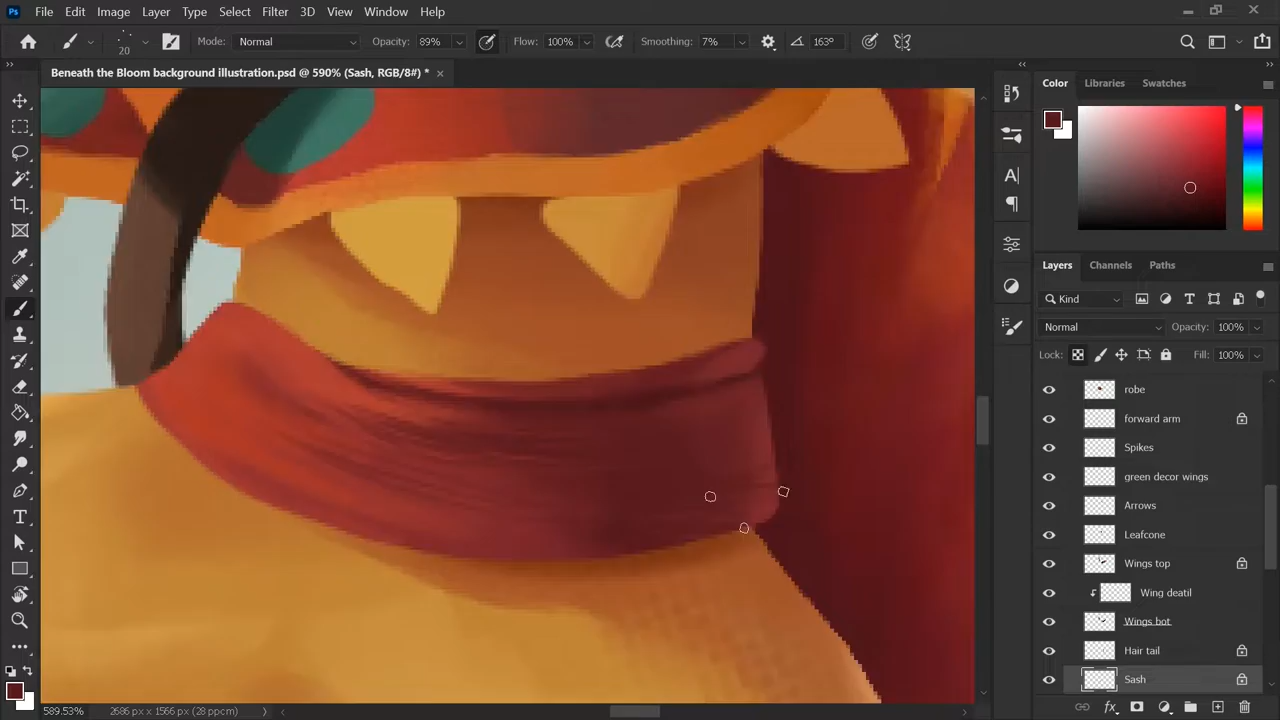 Ps File Edit Image Layer Type Select Filter 3D View Window Help
20 Mode: Normal Opacity: 89% Flow: 100% Smoothing: 7% 163°
Beneath the Bloom background illustration.psd @ 590% (Sash, RGB/8#) *
Color Libraries Swatches
Layers Channels Paths
Kind
Normal Opacity: 100%
Lock: Fill: 100%
robe
forward arm
Spikes
green decor wings
Arrows
Leafcone
Wings top
Wing deatil
Wings bot
Hair tail
Sash
589.53% 2686 px x 1566 px (28 ppcm)